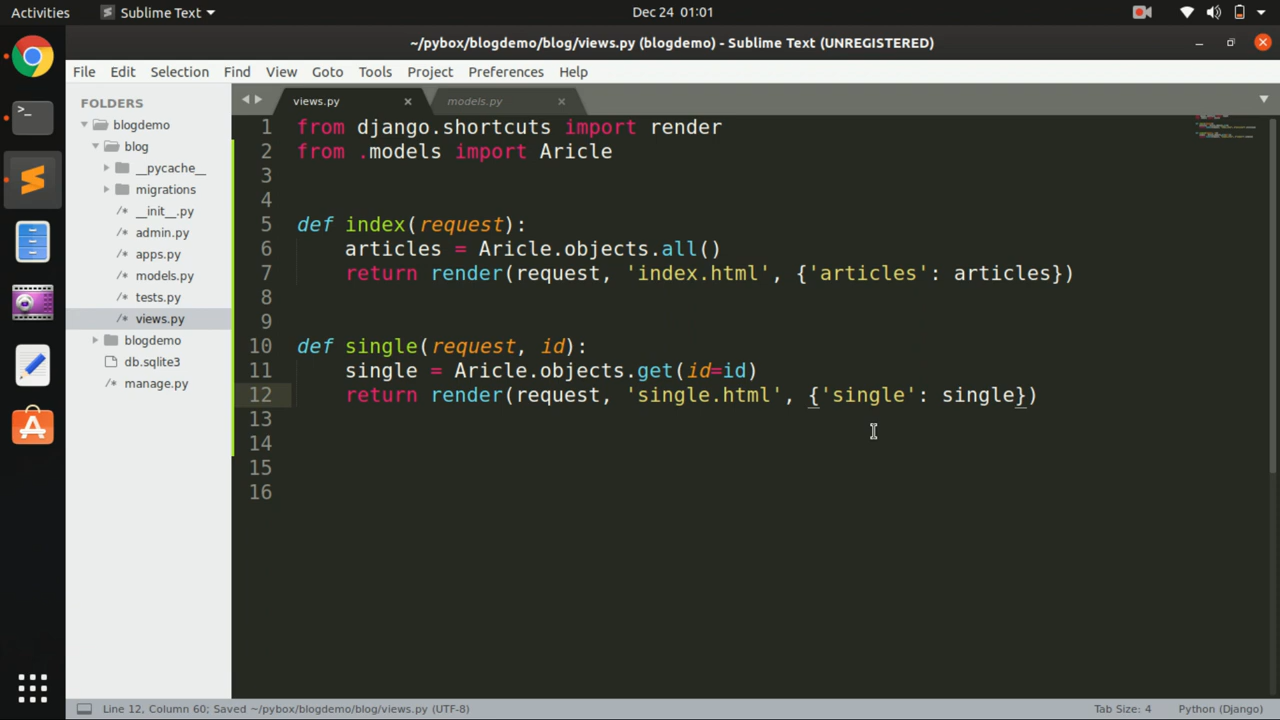 Activities Sublime Text Dec 24 01:01
~/pybox/blogdemo/blog/views.py (blogdemo) - Sublime Text (UNREGISTERED)
File Edit Selection Find View Goto Tools Project Preferences Help
FOLDERS
blogdemo
blog
__pycache__
migrations
/* __init__.py
/* admin.py
/* apps.py
/* models.py
/* tests.py
/* views.py
blogdemo
/* db.sqlite3
/* manage.py
views.py × models.py ×
1 from django.shortcuts import render
2 from .models import Aricle
3
4
5 def index(request):
6 articles = Aricle.objects.all()
7 return render(request, 'index.html', {'articles': articles})
8
9
10 def single(request, id):
11 single = Aricle.objects.get(id=id)
12 return render(request, 'single.html', {'single': single})
13
14
15
16
Line 12, Column 60; Saved ~/pybox/blogdemo/blog/views.py (UTF-8) Tab Size: 4 Python (Django)